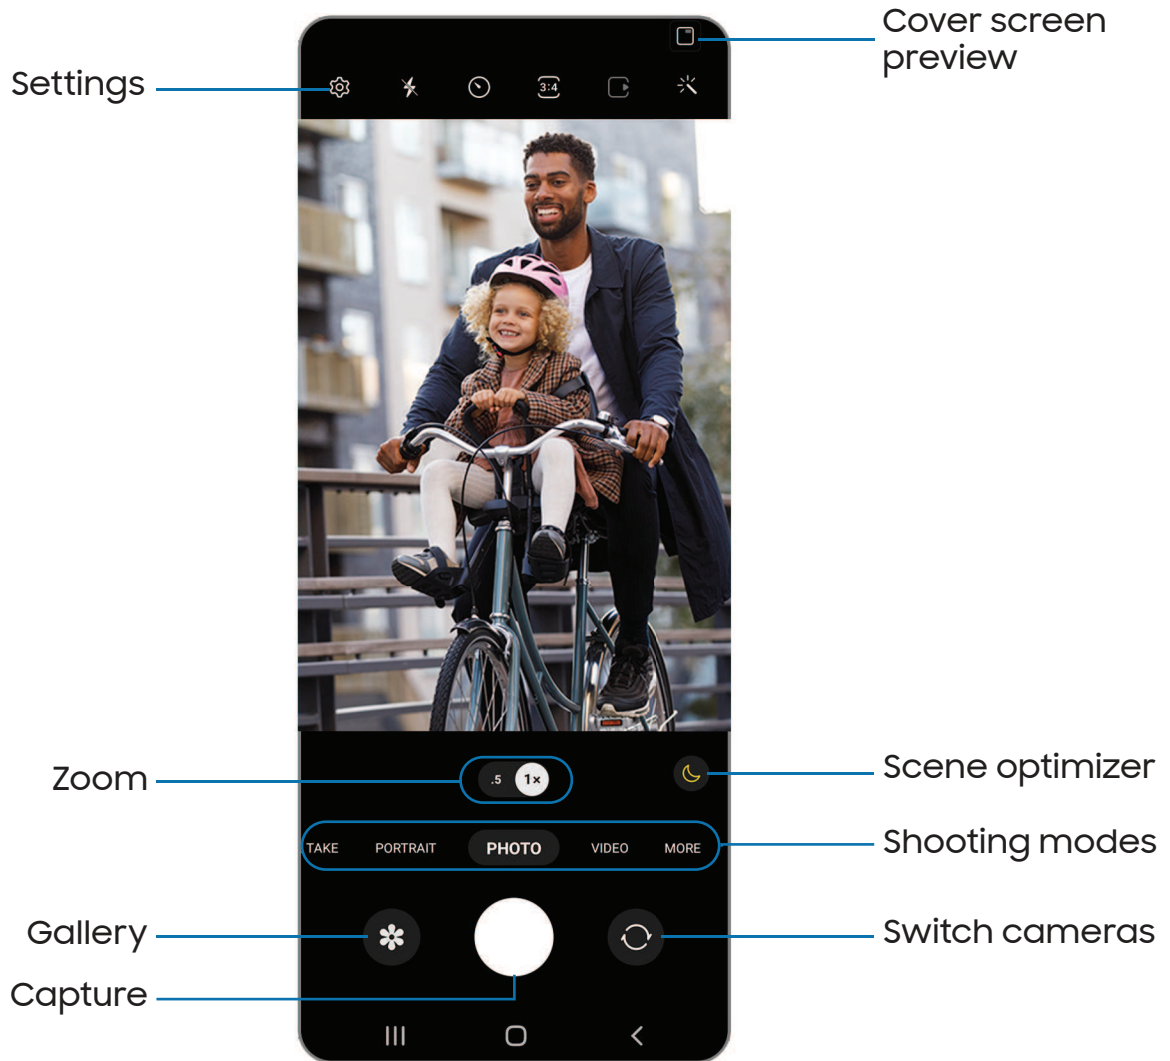 Cover screen
preview
Settings
3:4
Zoom
.5 1×
Scene optimizer
TAKE PORTRAIT PHOTO VIDEO MORE
Shooting modes
Gallery
Switch cameras
Capture